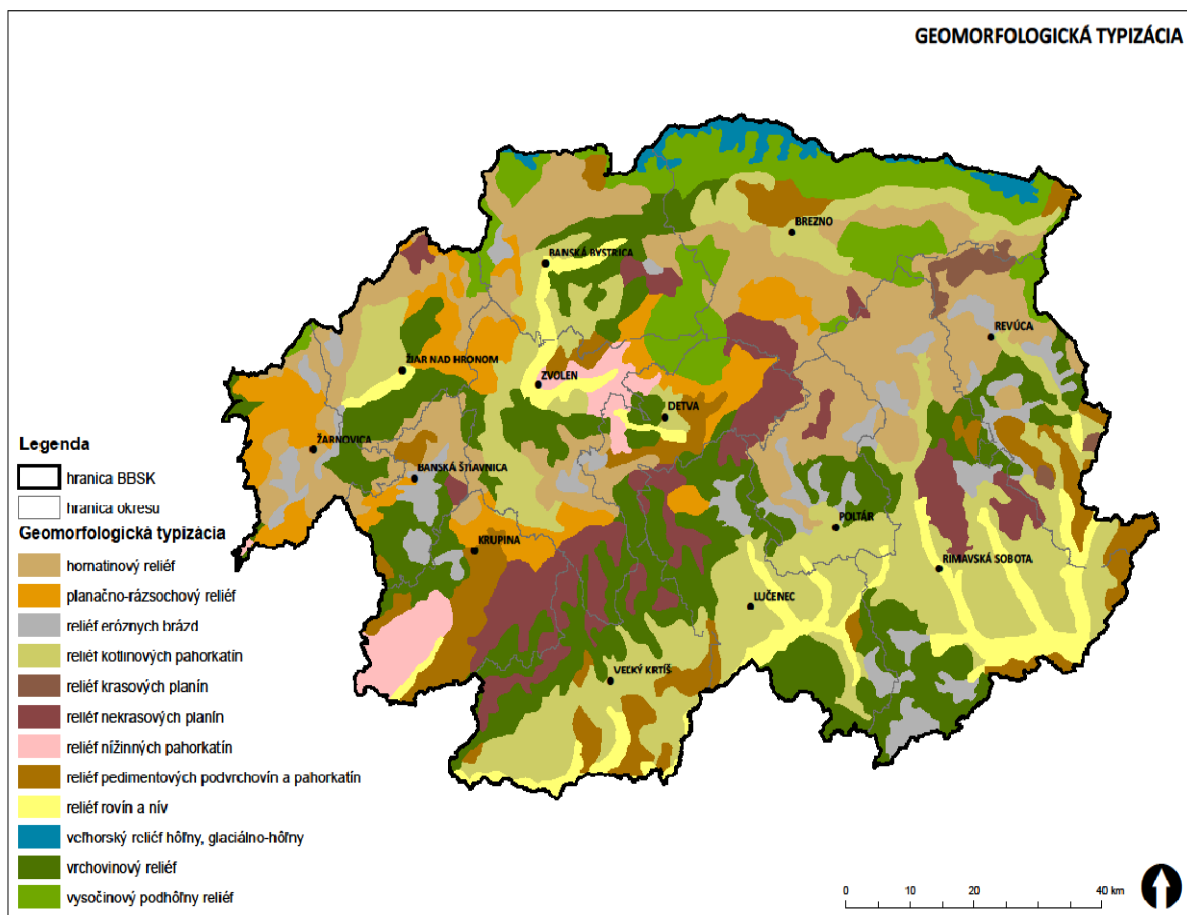 GEOMORFOLOGICKÁ TYPIZÁCIA
BREZNO
BANSKÁ BYSTRICA
REVÚCA
ŽIAR NAD HRONOM
ZVOLEN
DETVA
ŽARNOVICA
BANSKÁ ŠTIAVNICA
POLTÁR
KRUPINA
RIMAVSKÁ SOBOTA
LUČENEC
VEĽKÝ KRTÍŠ
Legenda
hranica BBSK
hranica okresu
Geomorfologická typizácia
hornatinový reliéf
planačno-rázsochový reliéf
reliéf eróznych brázd
reliéf kotlinových pahorkatín
reliéf krasových planín
reliéf nekrasových planín
reliéf nížinných pahorkatín
reliéf pedimentových podvrchovín a pahorkatín
reliéf rovín a nív
veľhorský reliéf hôľny, glaciálno-hôľny
vrchovinový reliéf
vysočinový podhôľny reliéf
0 10 20 40 km